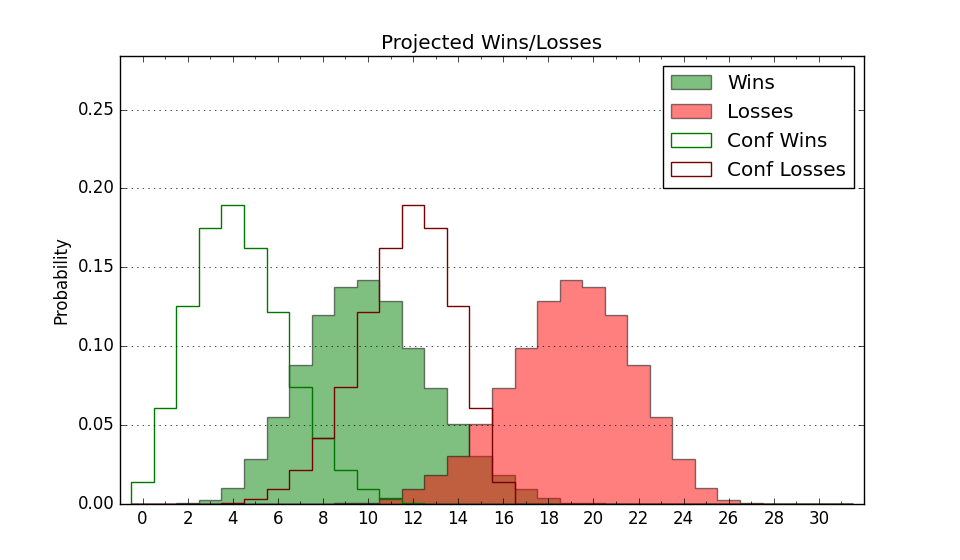 Projected Wins/Losses
Wins
Losses
Conf Wins
Conf Losses
Probability
0.25
0.20
0.15
0.10
0.05
0.00
0 2 4 6 8 10 12 14 16 18 20 22 24 26 28 30